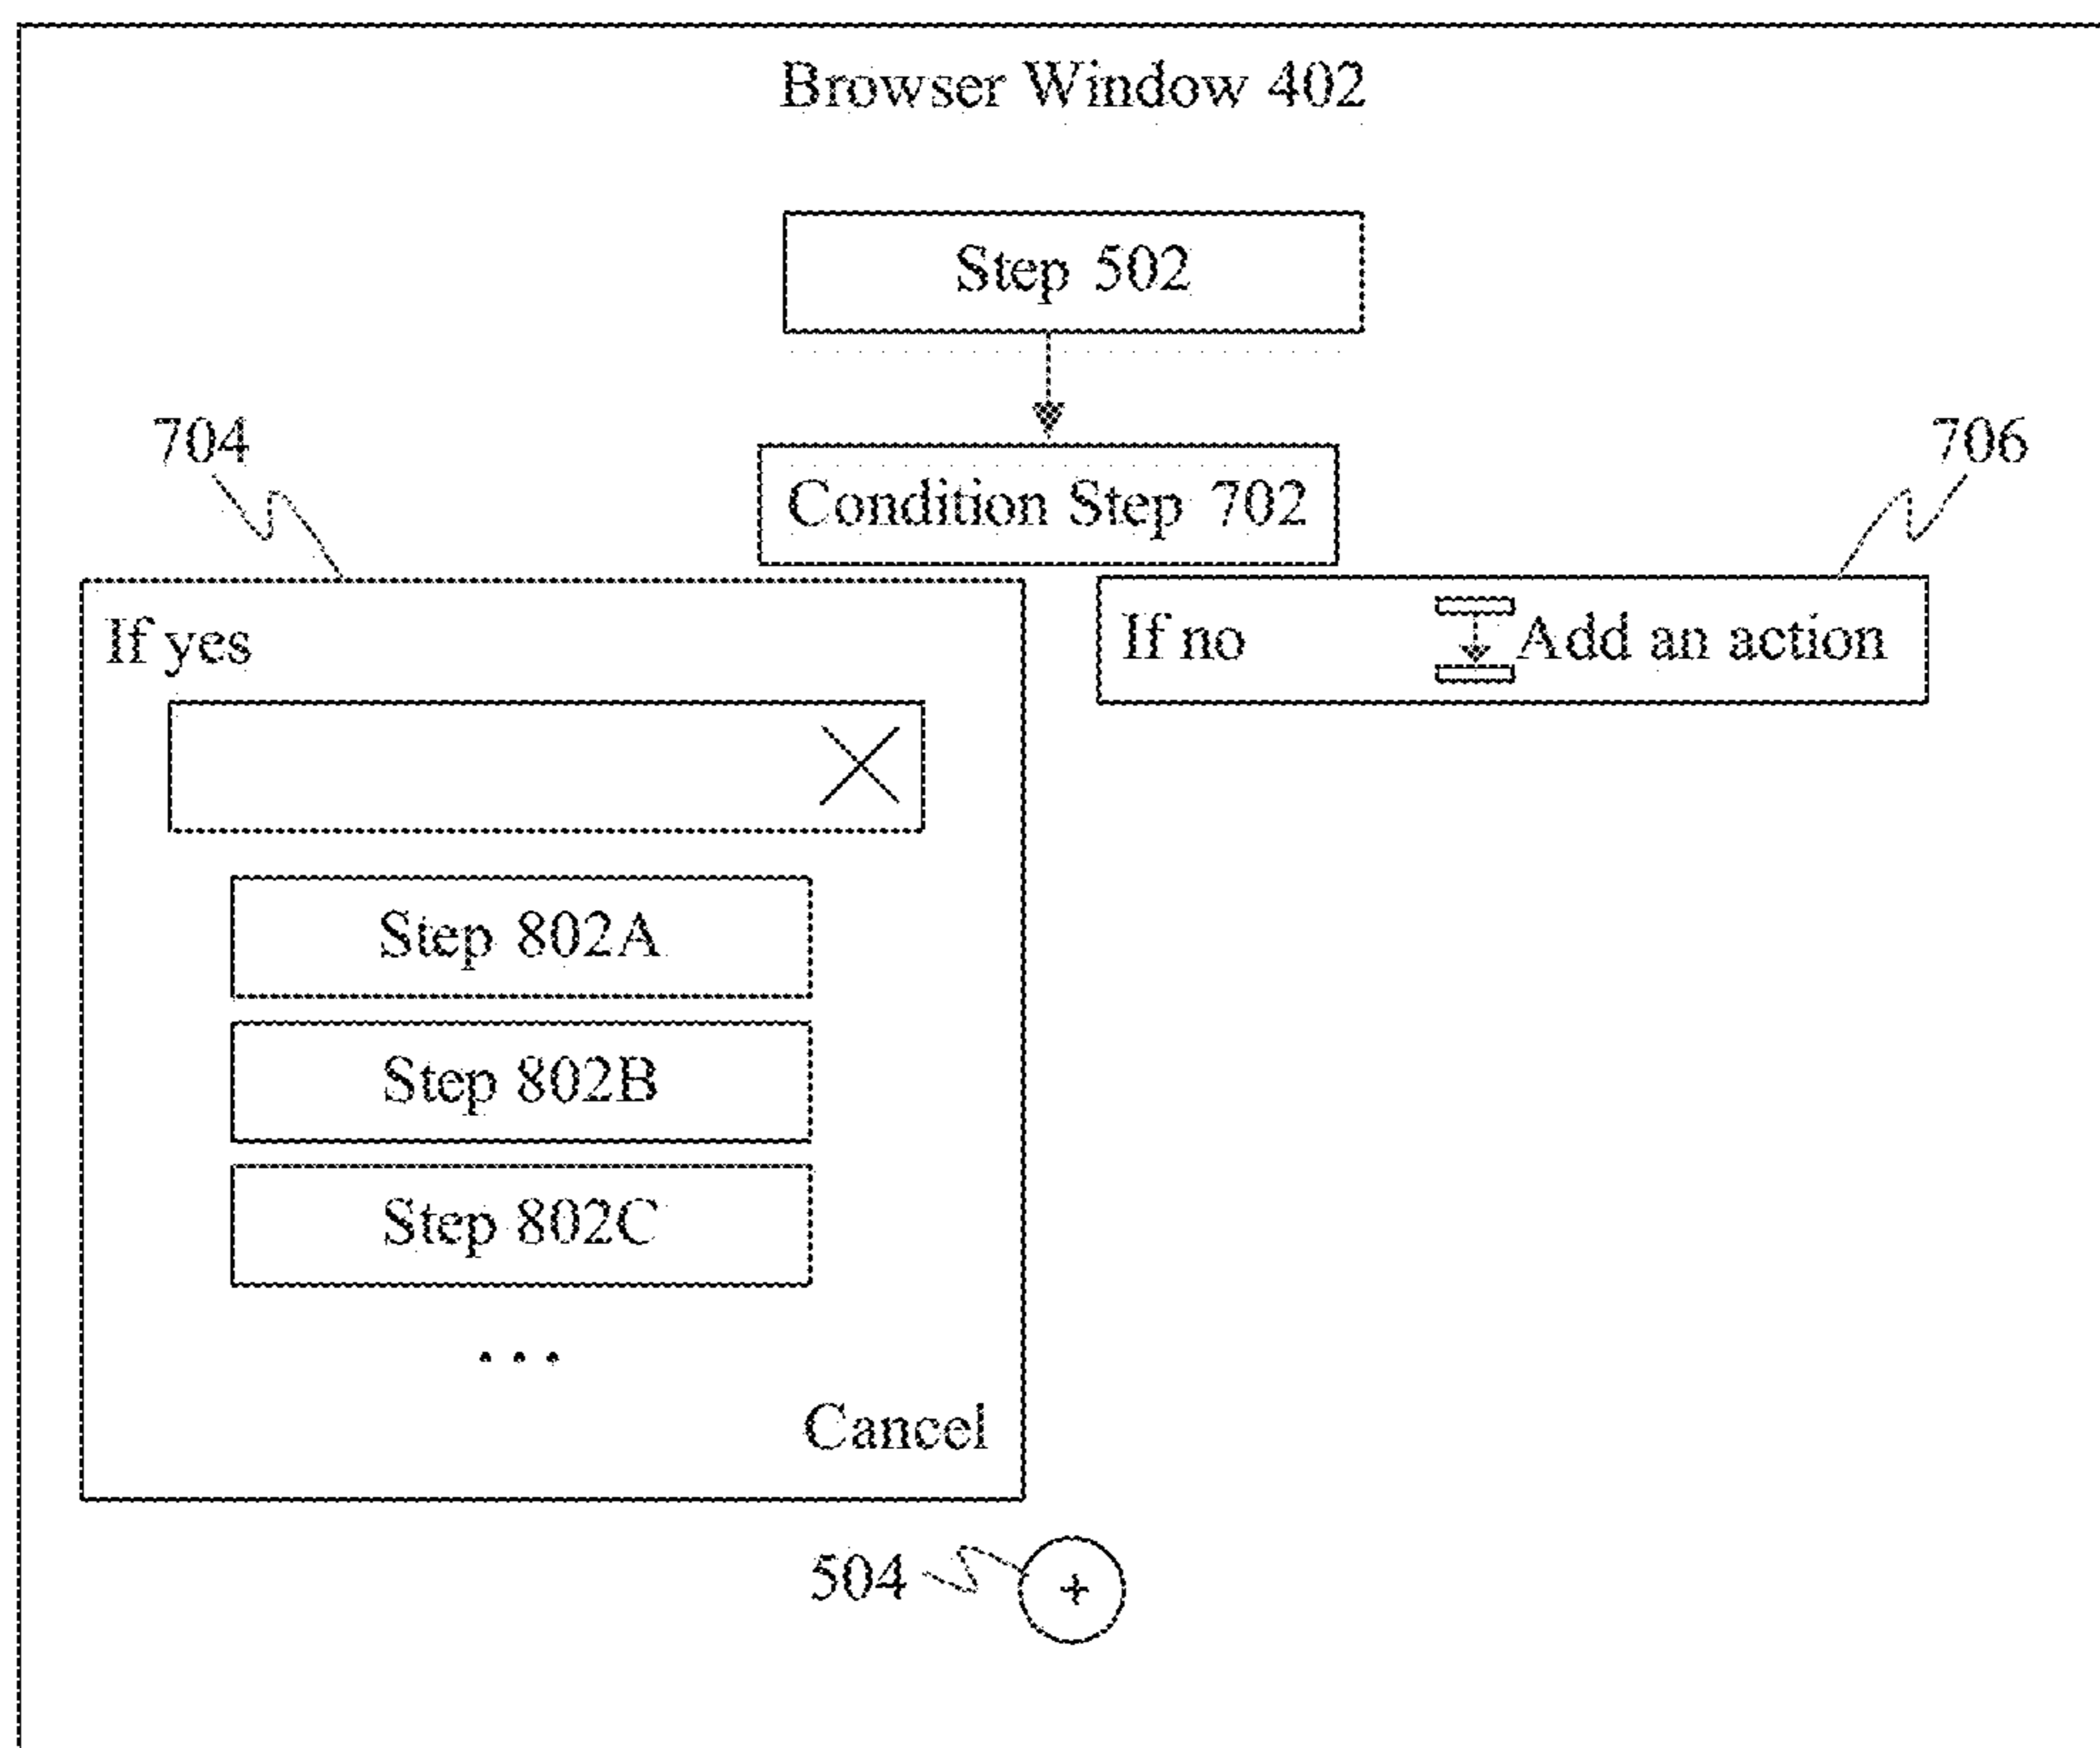 Browser Window 402
Step 502
704
706
Condition Step 702
If yes
If no
Add an action
Step 802A
Step 802B
Step 802C
...
Cancel
504
+